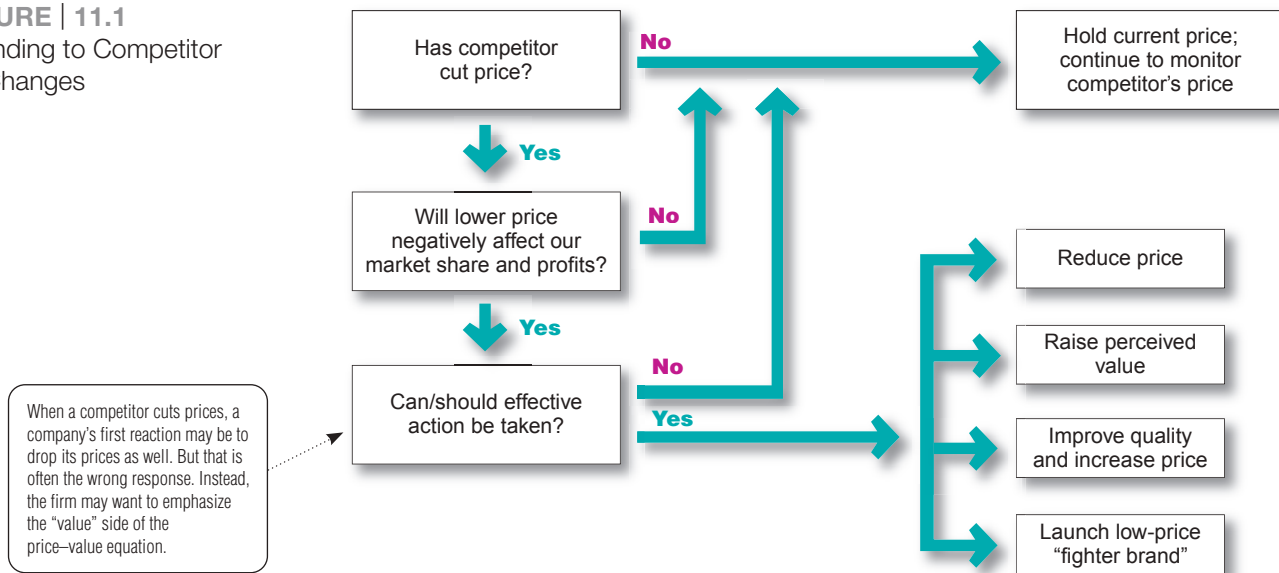 URE | 11.1
nding to Competitor
hanges
Has competitor
cut price?
No
Hold current price;
continue to monitor
competitor's price
Yes
Will lower price
negatively affect our
market share and profits?
No
Yes
Can/should effective
action be taken?
No
Yes
Reduce price
Raise perceived
value
Improve quality
and increase price
Launch low-price
“fighter brand”
When a competitor cuts prices, a
company's first reaction may be to
drop its prices as well. But that is
often the wrong response. Instead,
the firm may want to emphasize
the “value” side of the
price–value equation.